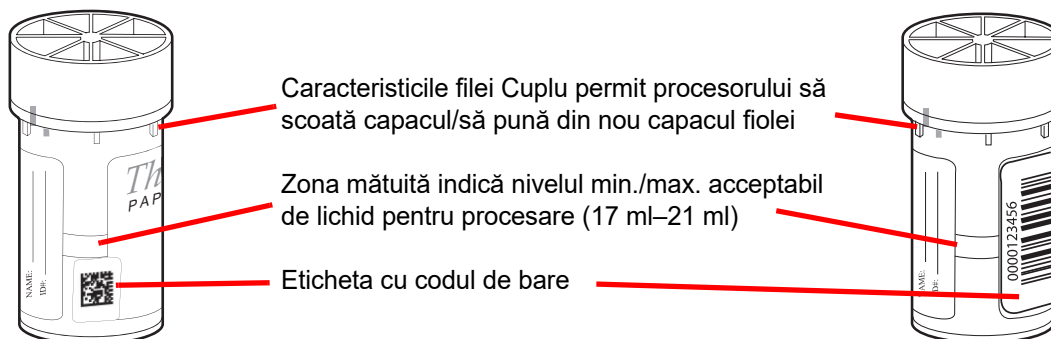 Caracteristicile filei Cuplu permit procesorului să
scoată capacul/să pună din nou capacul fiolei
Th
PAP
Zona mătuită indică nivelul min./max. acceptabil
de lichid pentru procesare (17 ml–21 ml)
NAME:
ID#:
Eticheta cu codul de bare
NAME:
ID#:
0000123456